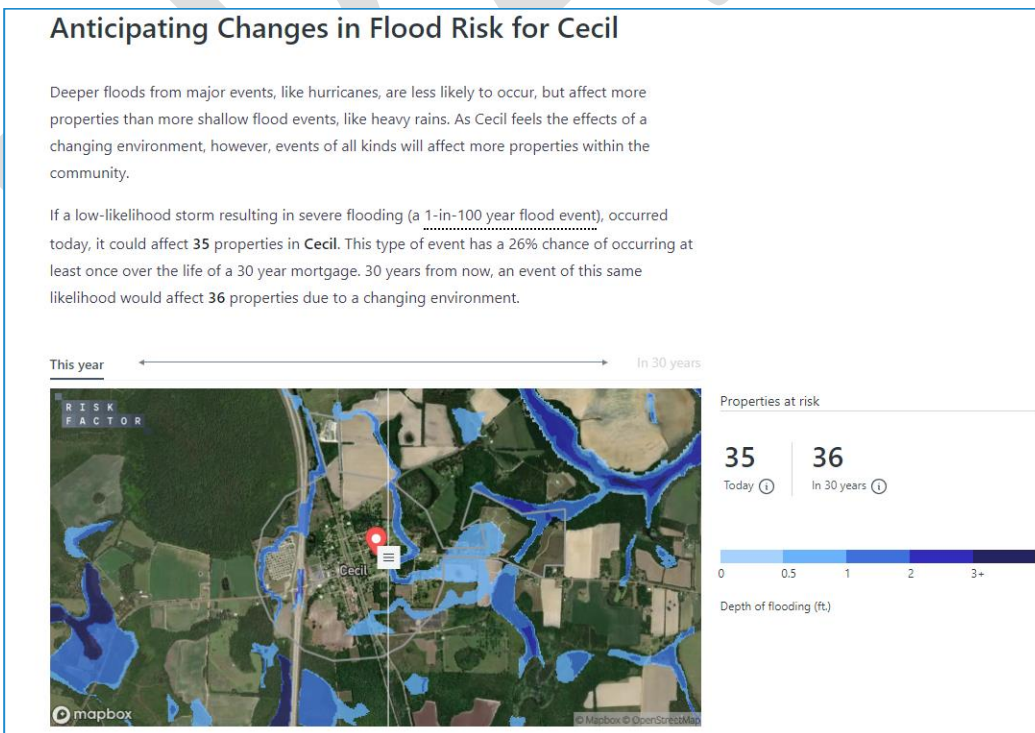 Anticipating Changes in Flood Risk for Cecil
Deeper floods from major events, like hurricanes, are less likely to occur, but affect more
properties than more shallow flood events, like heavy rains. As Cecil feels the effects of a
changing environment, however, events of all kinds will affect more properties within the
community.
If a low-likelihood storm resulting in severe flooding (a 1-in-100 year flood event), occurred
today, it could affect 35 properties in Cecil. This type of event has a 26% chance of occurring at
least once over the life of a 30 year mortgage. 30 years from now, an event of this same
likelihood would affect 36 properties due to a changing environment.
This year
In 30 years
RISK
FACTOR
Cecil
mapbox
© Mapbox © OpenStreetMap
Properties at risk
35 36
Today In 30 years
0 0.5 1 2 3+
Depth of flooding (ft.)